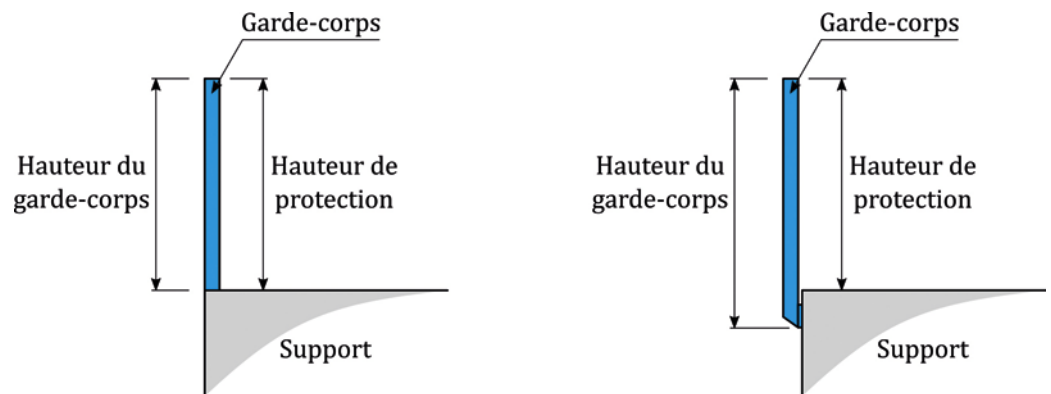 Garde-corps
Hauteur du
garde-corps
Hauteur de
protection
Support
Garde-corps
Hauteur du
garde-corps
Hauteur de
protection
Support